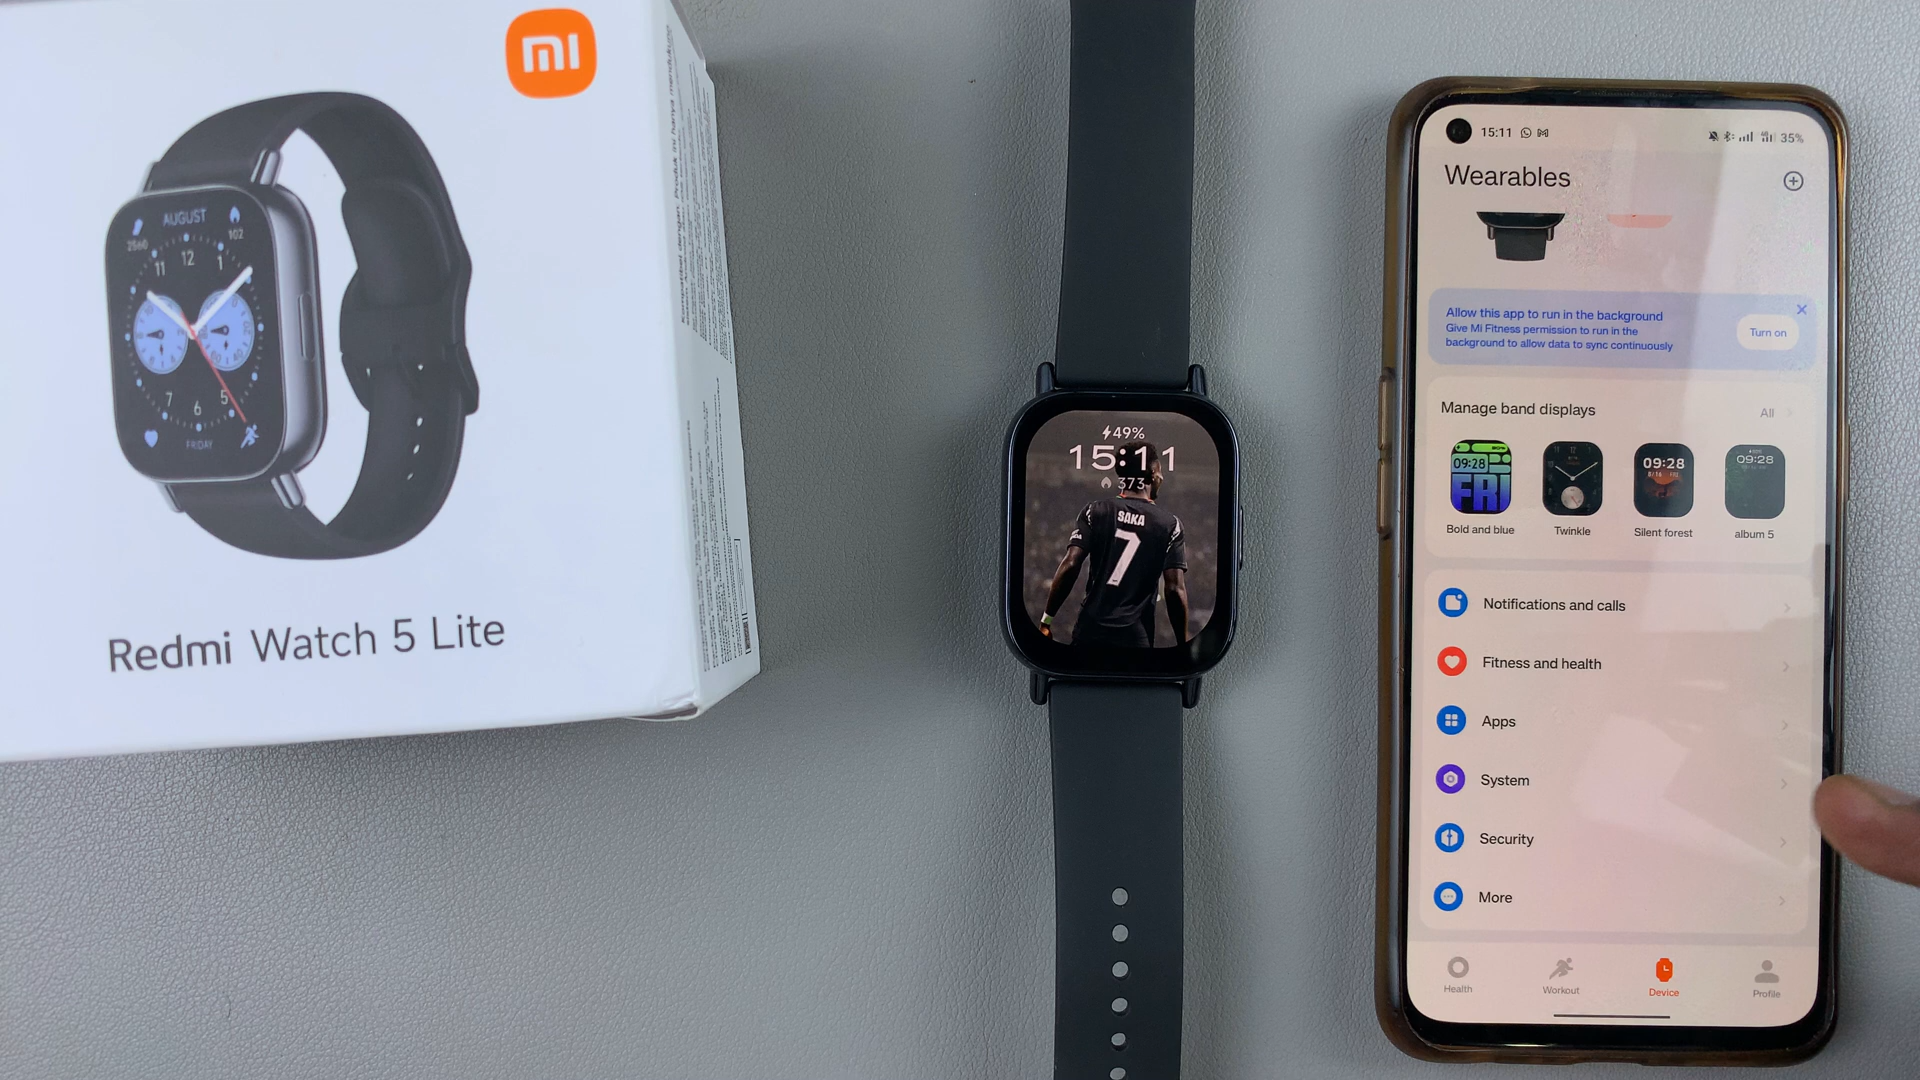 mi
AUGUST
2560
102
11 12 1
7 6 5
FRIDAY
Redmi Watch 5 Lite
49%
15:11
373
SAKA
7
15:11
35%
Wearables
Allow this app to run in the background
Give Mi Fitness permission to run in the
background to allow data to sync continuously
Turn on
Manage band displays
All
09:28
FRI
09:28
09:28
Bold and blue
Twinkle
Silent forest
album 5
Notifications and calls
Fitness and health
Apps
System
Security
More
Health
Workout
Device
Profile